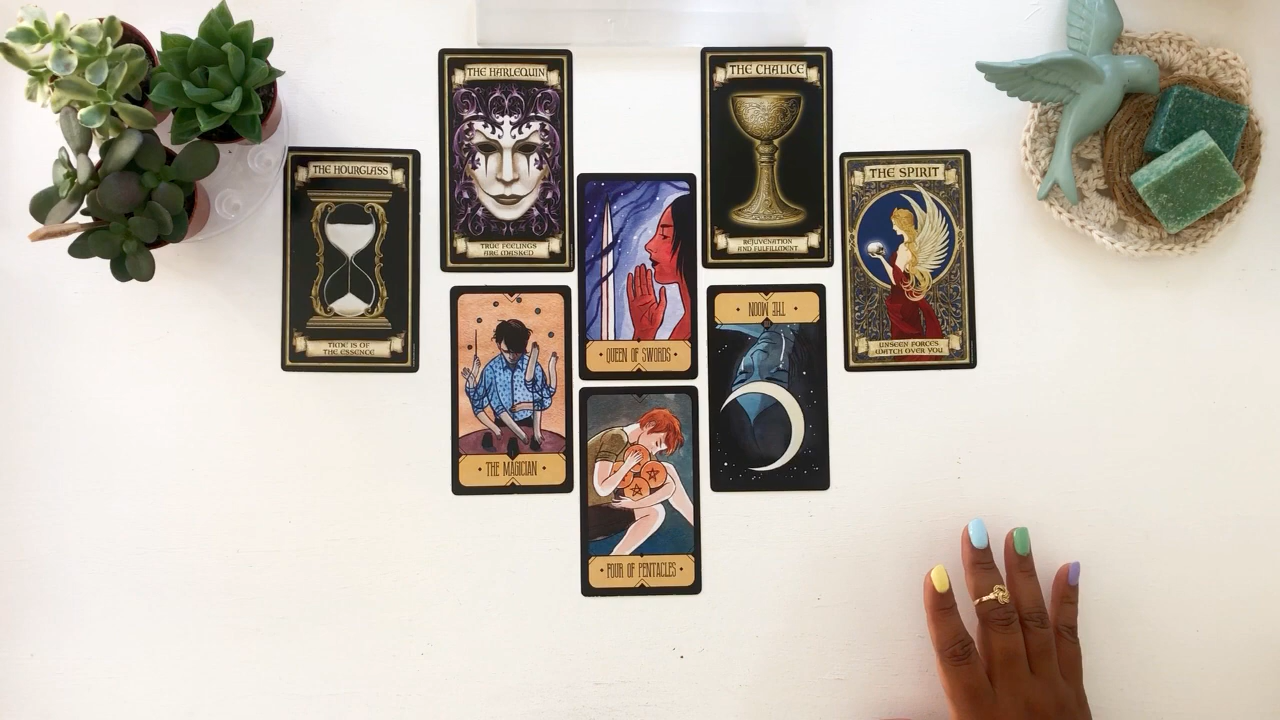 THE HARLEQUIN
TRUE FEELINGS
ARE MASKED
THE CHALICE
REJUVENATION
AND FULFILLMENT
THE HOURGLASS
TIME IS OF
THE ESSENCE
THE SPIRIT
UNSEEN FORCES
WATCH OVER YOU
QUEEN OF SWORDS
THE MAGICIAN
THE MOON
FOUR OF PENTACLES